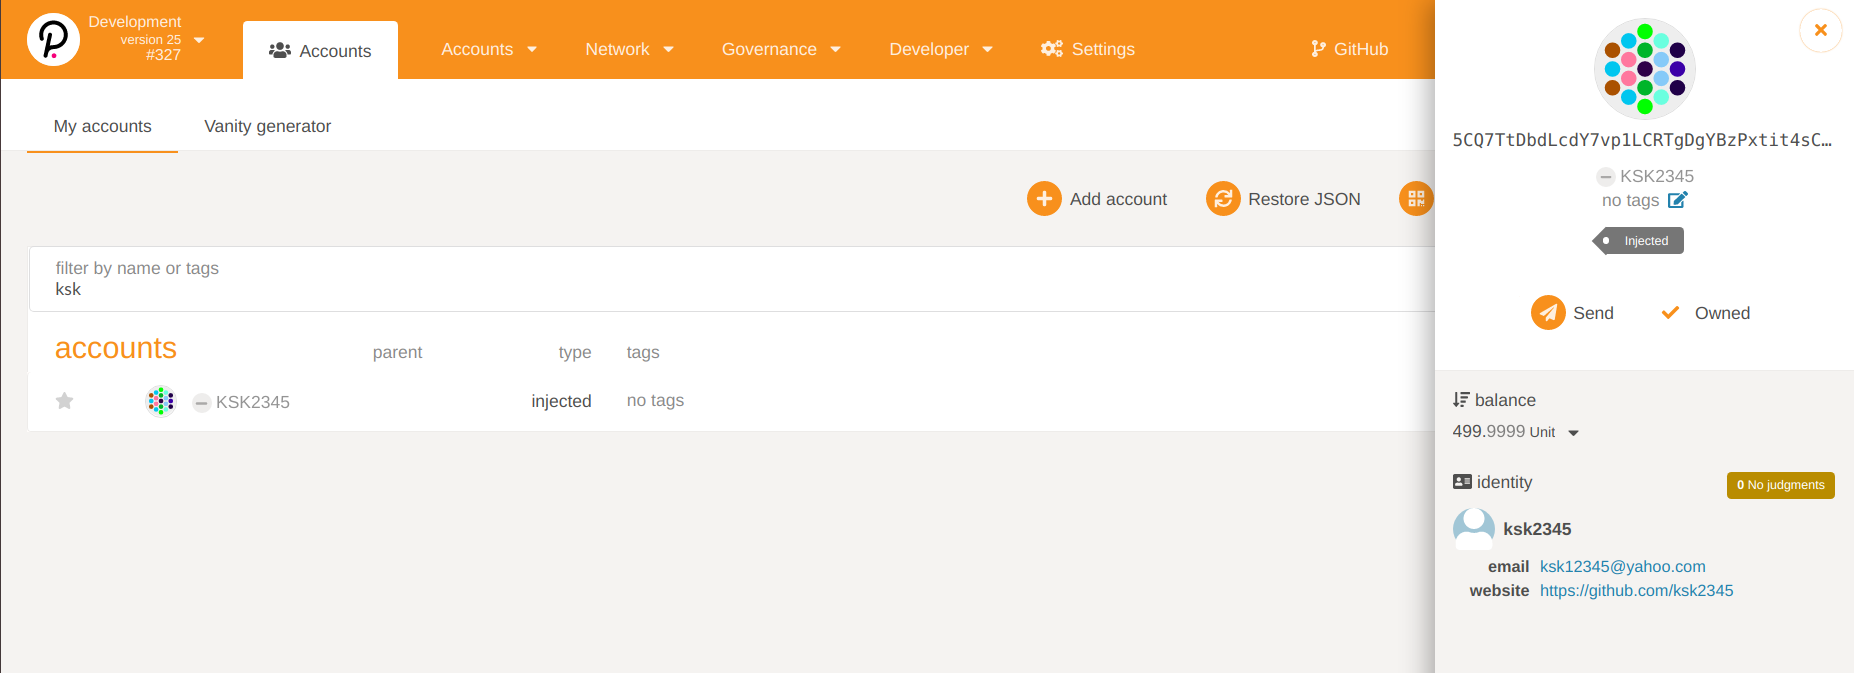 Development
version 25
#327
Accounts
Accounts
Network
Governance
Developer
Settings
GitHub
My accounts
Vanity generator
Add account
Restore JSON
filter by name or tags
ksk
accounts parent type tags
KSK2345 injected no tags
5CQ7TtDbdLcdY7vp1LCRTgDgYBzPxtit4sC…
KSK2345
no tags
Injected
Send
Owned
balance
499.9999 Unit
identity
0 No judgments
ksk2345
email ksk12345@yahoo.com
website https://github.com/ksk2345